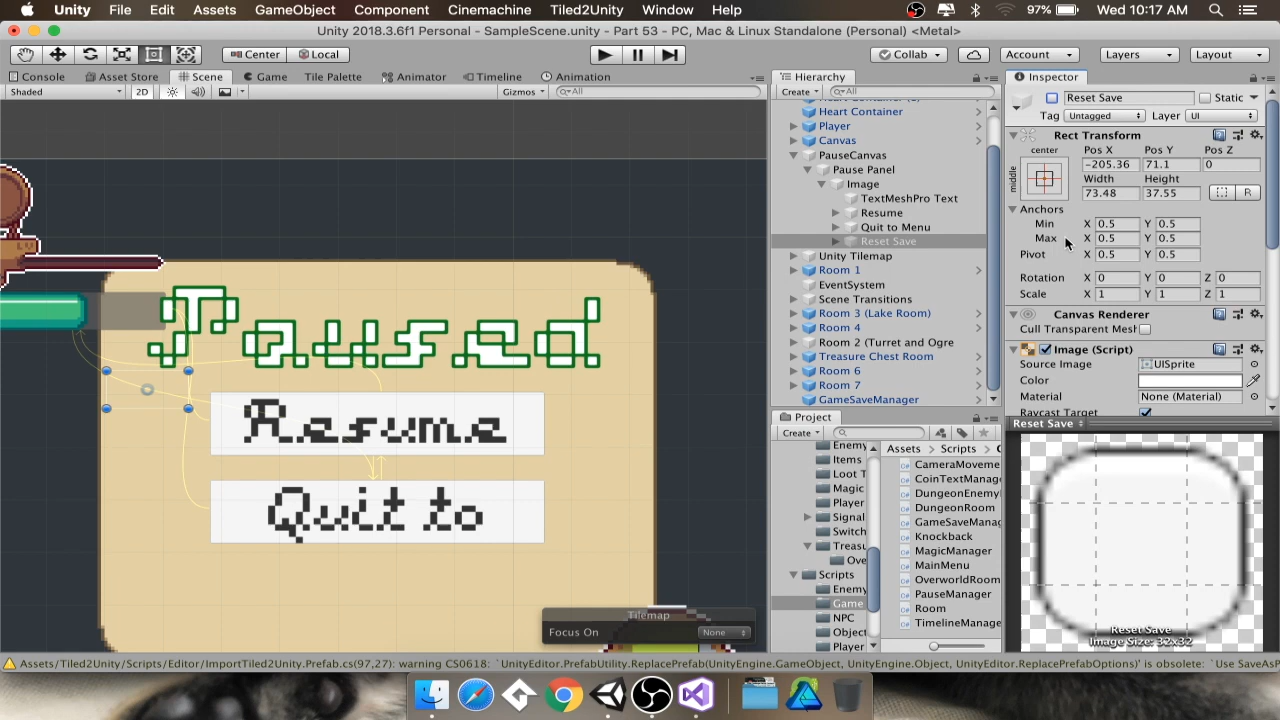 Unity File Edit Assets GameObject Component Cinemachine Tiled2Unity Window Help 97% Wed 10:17 AM
Unity 2018.3.6f1 Personal - SampleScene.unity - Part 53 - PC, Mac & Linux Standalone (Personal) <Metal>
Center Local Collab Account Layers Layout
Console Asset Store Scene Game Tile Palette Animator Timeline Animation
Shaded 2D Gizmos All
Paused
Resume
Quit to
Tilemap
Focus On None
Hierarchy
Create All
Heart Container
Player
Canvas
PauseCanvas
Pause Panel
Image
TextMeshPro Text
Resume
Quit to Menu
Reset Save
Unity Tilemap
Room 1
EventSystem
Scene Transitions
Room 3 (Lake Room)
Room 4
Room 2 (Turret and Ogre
Treasure Chest Room
Room 6
Room 7
GameSaveManager
Project
Create
Enemy
Items
Loot T
Magic
Player
Signal
Switch
Treasu
Ove
Scripts
Enemy
Game
NPC
Object
Player
Assets Scripts
CameraMoveme
CoinTextManag
DungeonEnemy
DungeonRoom
GameSaveManag
Knockback
MagicManager
MainMenu
OverworldRoom
PauseManager
Room
TimelineManage
Inspector
Reset Save Static
Tag Untagged Layer UI
Rect Transform
center Pos X Pos Y Pos Z
middle -205.36 71.1 0
Width Height
73.48 37.55 R
Anchors
Min X 0.5 Y 0.5
Max X 0.5 Y 0.5
Pivot X 0.5 Y 0.5
Rotation X 0 Y 0 Z 0
Scale X 1 Y 1 Z 1
Canvas Renderer
Cull Transparent Mesh
Image (Script)
Source Image UISprite
Color
Material None (Material)
Raycast Target
Reset Save
Reset Save
Image Size: 32x32
Assets/Tiled2Unity/Scripts/Editor/ImportTiled2Unity.Prefab.cs(97,27): warning CS0618: `UnityEditor.PrefabUtility.ReplacePrefab(UnityEngine.GameObject, UnityEngine.Object, UnityEditor.ReplacePrefabOptions)' is obsolete: `Use SaveAsP